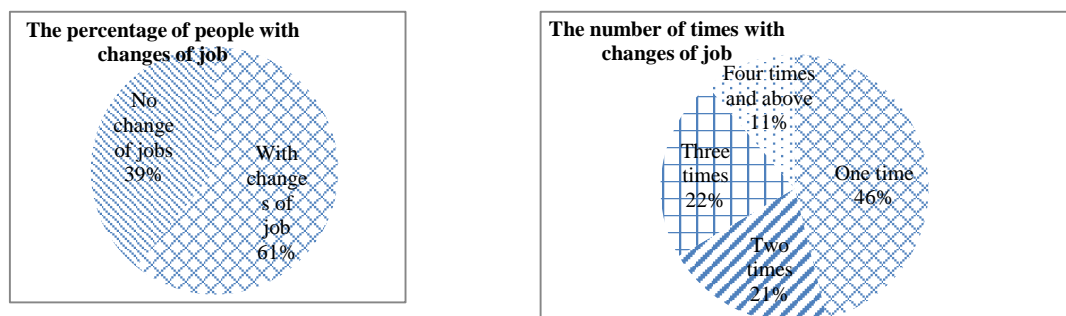 The percentage of people with
changes of job
No
change
of jobs
39%
With
change
s of
job
61%
The number of times with
changes of job
Four times
and above
11%
Three
times
22%
One time
46%
Two
times
21%